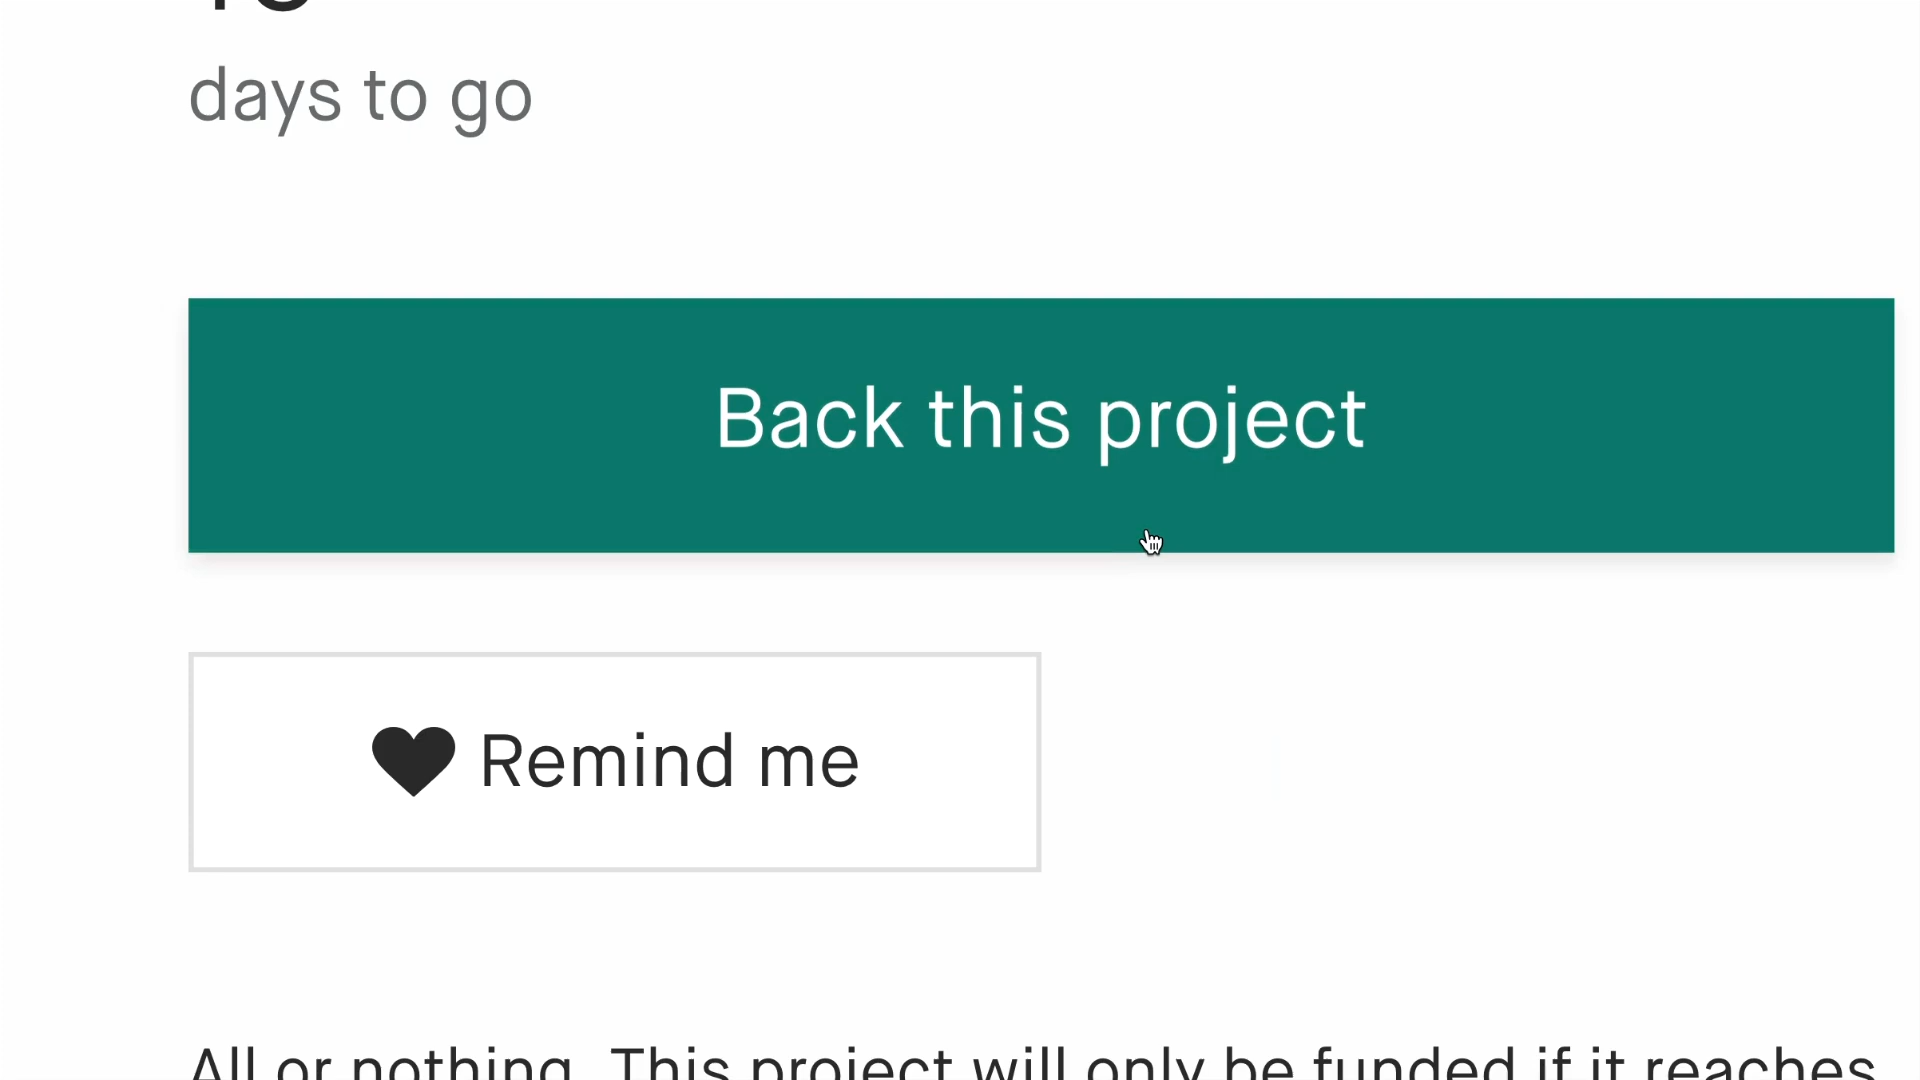 days to go
Back this project
Remind me
All or nothing. This project will only be funded if it reaches